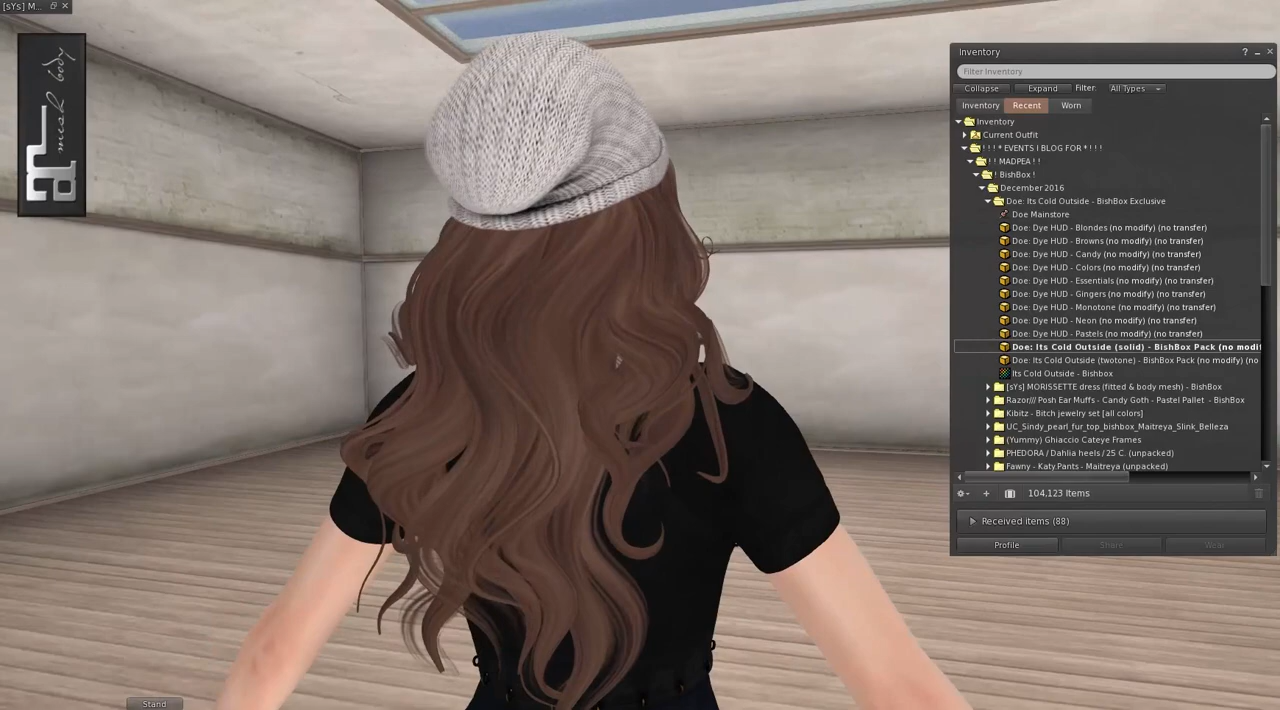 [sYs] M...
mesh body
Inventory
Filter Inventory
Collapse
Expand
Filter:
All Types
Inventory
Recent
Worn
Inventory
Current Outfit
! ! ! * EVENTS I BLOG FOR * ! ! !
! ! MADPEA ! !
! BishBox !
December 2016
Doe: Its Cold Outside - BishBox Exclusive
Doe Mainstore
Doe: Dye HUD - Blondes (no modify) (no transfer)
Doe: Dye HUD - Browns (no modify) (no transfer)
Doe: Dye HUD - Candy (no modify) (no transfer)
Doe: Dye HUD - Colors (no modify) (no transfer)
Doe: Dye HUD - Essentials (no modify) (no transfer)
Doe: Dye HUD - Gingers (no modify) (no transfer)
Doe: Dye HUD - Monotone (no modify) (no transfer)
Doe: Dye HUD - Neon (no modify) (no transfer)
Doe: Dye HUD - Pastels (no modify) (no transfer)
Doe: Its Cold Outside (solid) - BishBox Pack (no modif
Doe: Its Cold Outside (twotone) - BishBox Pack (no modify) (no
Its Cold Outside - Bishbox
[sYs] MORISSETTE dress (fitted & body mesh) - BishBox
Razor/// Posh Ear Muffs - Candy Goth - Pastel Pallet - BishBox
Kibitz - Bitch jewelry set [all colors]
UC_Sindy_pearl_fur_top_bishbox_Maitreya_Slink_Belleza
(Yummy) Ghiaccio Cateye Frames
PHEDORA / Dahlia heels / 25 C. (unpacked)
Fawny - Katy.Pants - Maitreya (unpacked)
104,123 Items
Received items (88)
Profile
Share
Wear
Stand